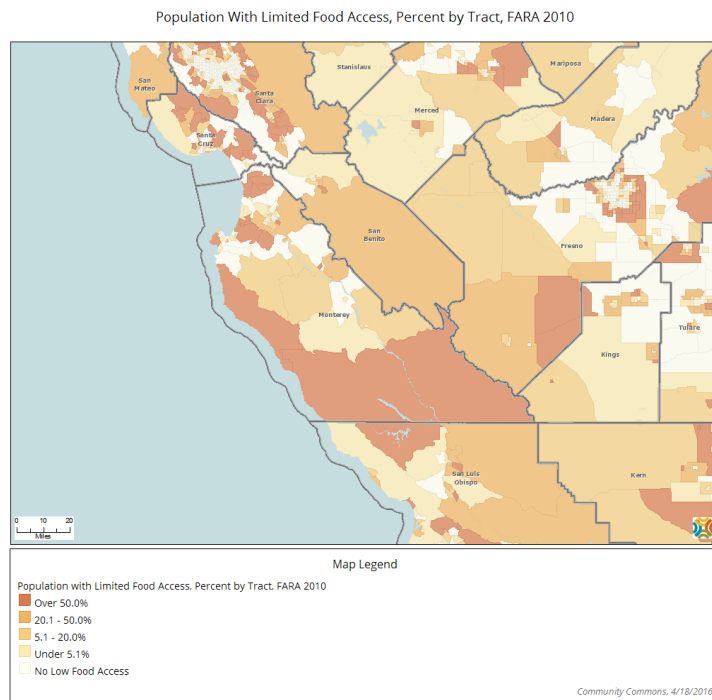 Population With Limited Food Access, Percent by Tract, FARA 2010
San
Mateo
Santa
Clara
Santa
Cruz
Stanislaus
Merced
Mariposa
Madera
San
Benito
Fresno
Monterey
Kings
Tulare
San Luis
Obispo
Kern
0 10 20
Miles
Map Legend
Population with Limited Food Access, Percent by Tract, FARA 2010
Over 50.0%
20.1 - 50.0%
5.1 - 20.0%
Under 5.1%
No Low Food Access
Community Commons, 4/18/2016